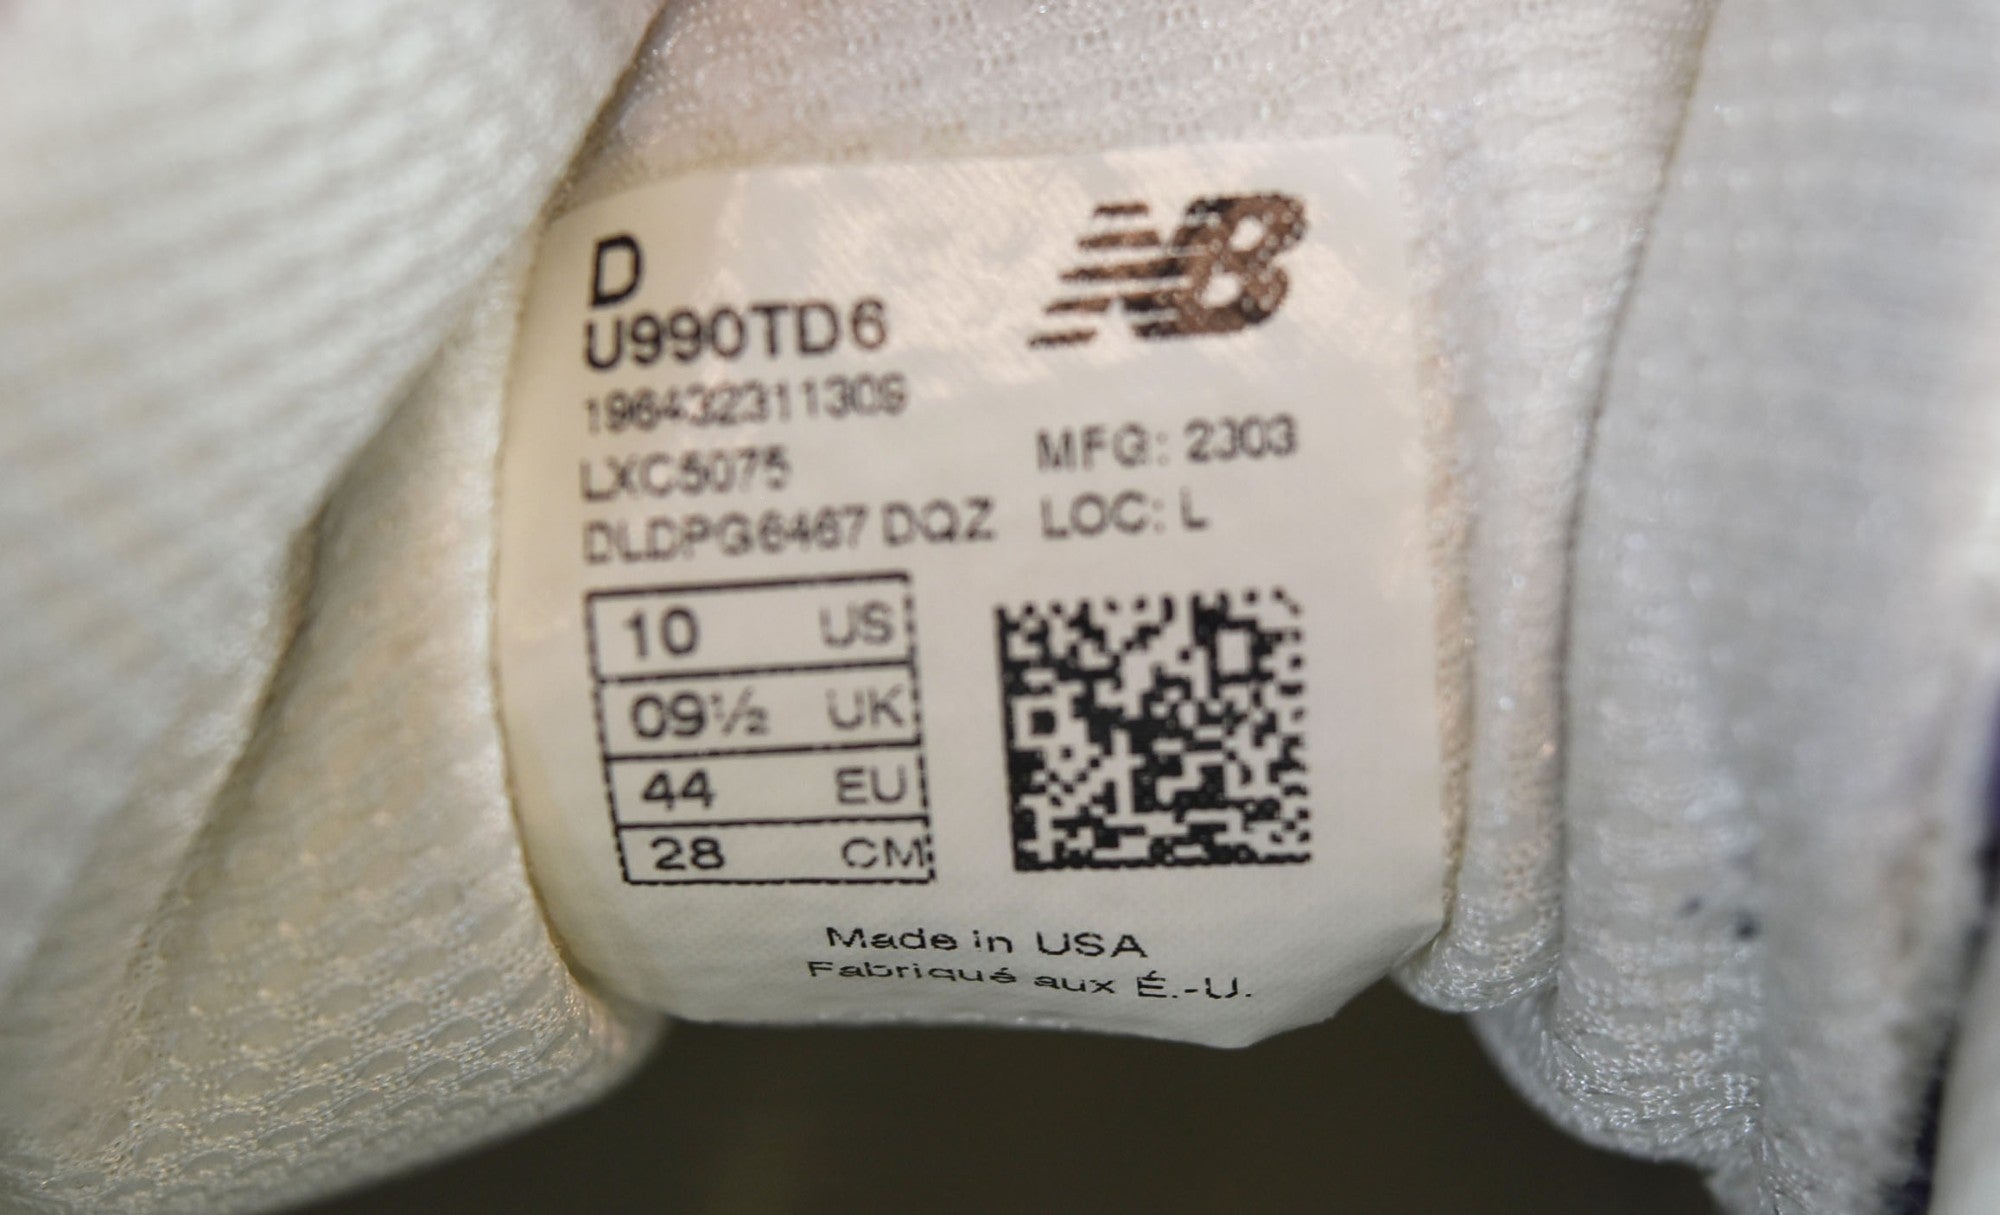 D
NB
U990TD6
196432311309
LXC5075
MFG: 2303
DLDPG6467 DQZ
LOC: L
10 US
09½ UK
44 EU
28 CM
Made in USA
Fabriqué aux É.-U.